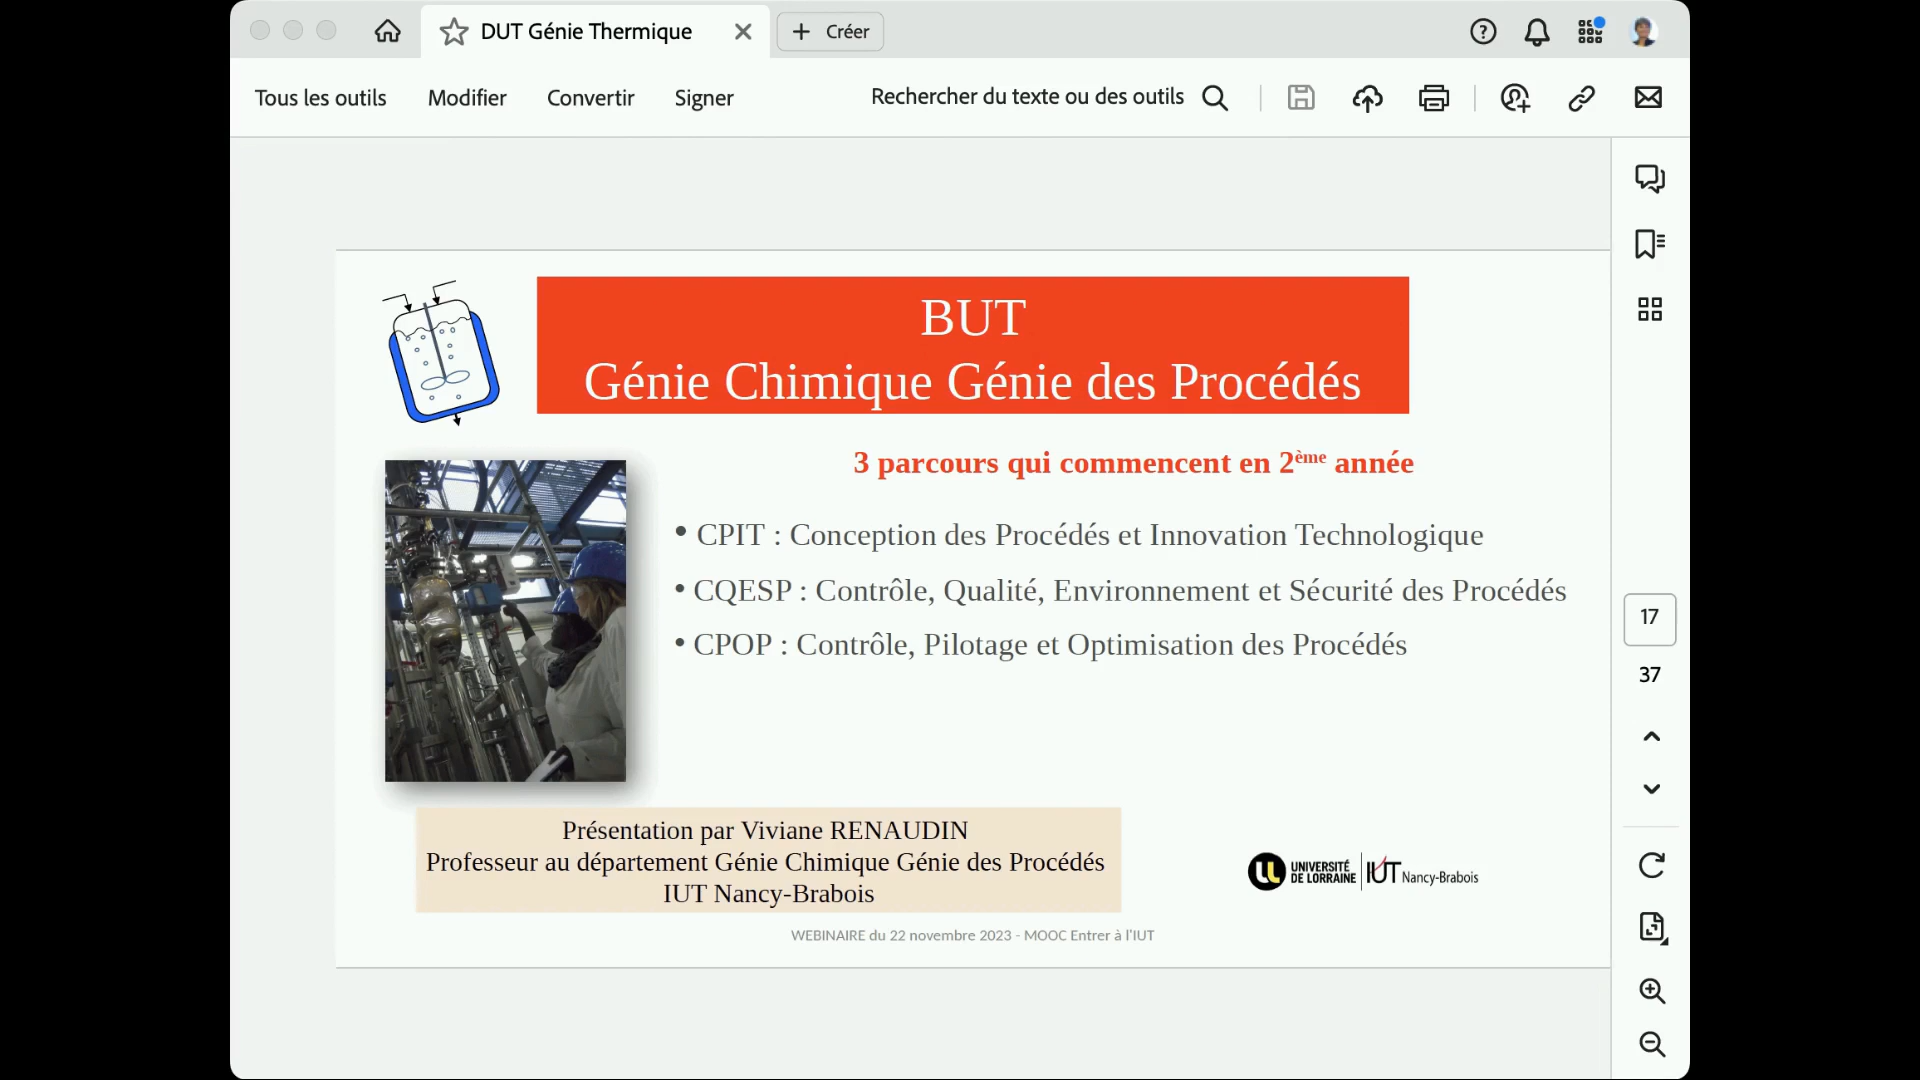 DUT Génie Thermique
Créer
Tous les outils
Modifier
Convertir
Signer
Rechercher du texte ou des outils
BUT
Génie Chimique Génie des Procédés
3 parcours qui commencent en 2ème année
• CPIT : Conception des Procédés et Innovation Technologique
• CQESP : Contrôle, Qualité, Environnement et Sécurité des Procédés
• CPOP : Contrôle, Pilotage et Optimisation des Procédés
17
37
Présentation par Viviane RENAUDIN
Professeur au département Génie Chimique Génie des Procédés
IUT Nancy-Brabois
UNIVERSITÉ
DE LORRAINE
IUT Nancy-Brabois
WEBINAIRE du 22 novembre 2023 - MOOC Entrer à l'IUT